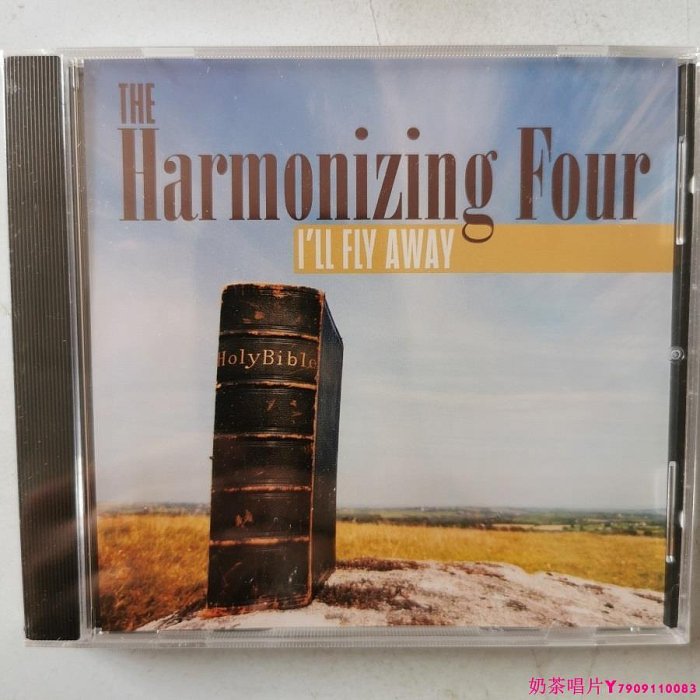 THE
Harmonizing Four
I'LL FLY AWAY
HolyBible
奶茶唱片Y7909110083